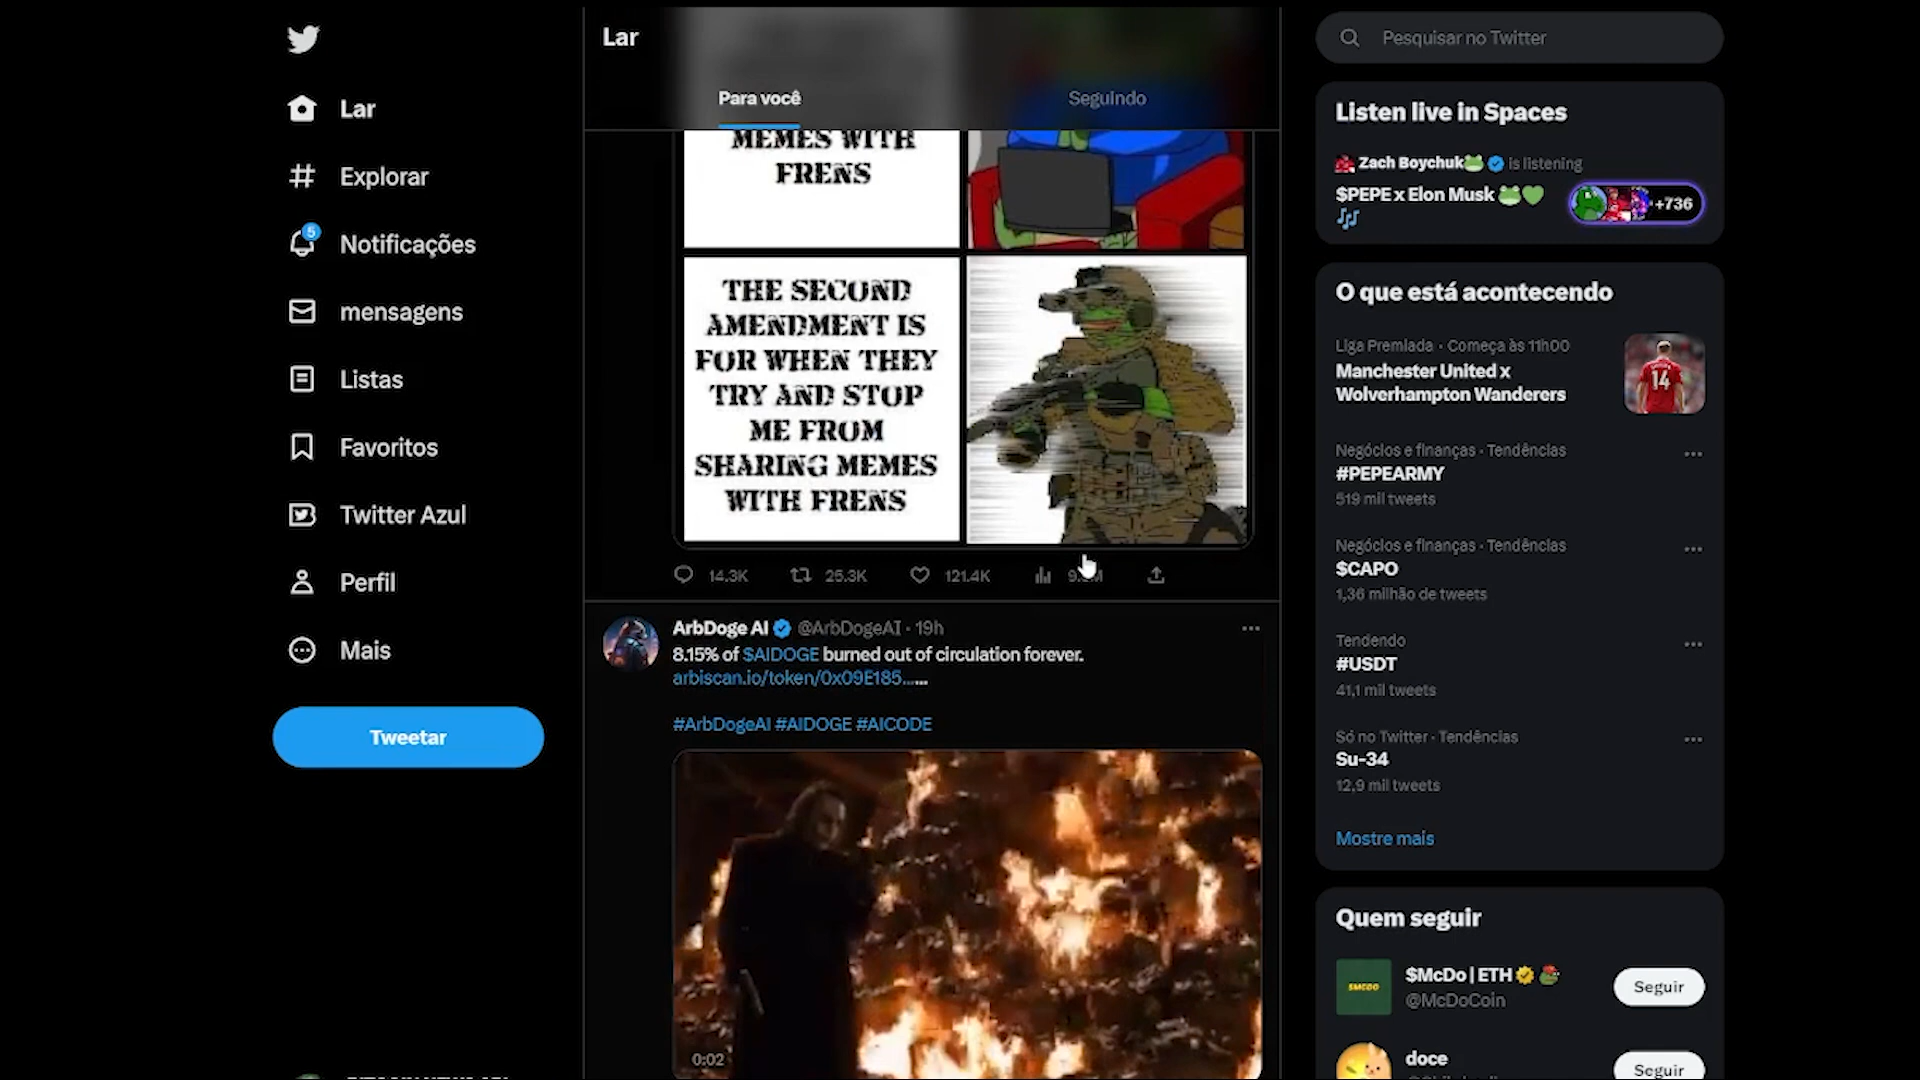 Lar
Explorar
5
Notificações
mensagens
Listas
Favoritos
Twitter Azul
Perfil
Mais
Tweetar
Lar
Para você
Seguindo
MEMES WITH
FRENS
THE SECOND
AMENDMENT IS
FOR WHEN THEY
TRY AND STOP
ME FROM
SHARING MEMES
WITH FRENS
14.3K
25.3K
121.4K
ArbDoge AI @ArbDogeAI · 19h
8.15% of $AIDOGE burned out of circulation forever.
arbiscan.io/token/0x09E185......
#ArbDogeAI #AIDOGE #AICODE
0:02
Pesquisar no Twitter
Listen live in Spaces
Zach Boychuk🐸 is listening
$PEPE x Elon Musk 🐸💚
🎶
+736
O que está acontecendo
Liga Premiada · Começa às 11h00
Manchester United x
Wolverhampton Wanderers
14
Negócios e finanças · Tendências
#PEPEARMY
519 mil tweets
Negócios e finanças · Tendências
$CAPO
1,36 milhão de tweets
Tendendo
#USDT
41,1 mil tweets
Só no Twitter · Tendências
Su-34
12,9 mil tweets
Mostre mais
Quem seguir
$MCDO
$McDo | ETH
@McDoCoin
Seguir
doce
Seguir